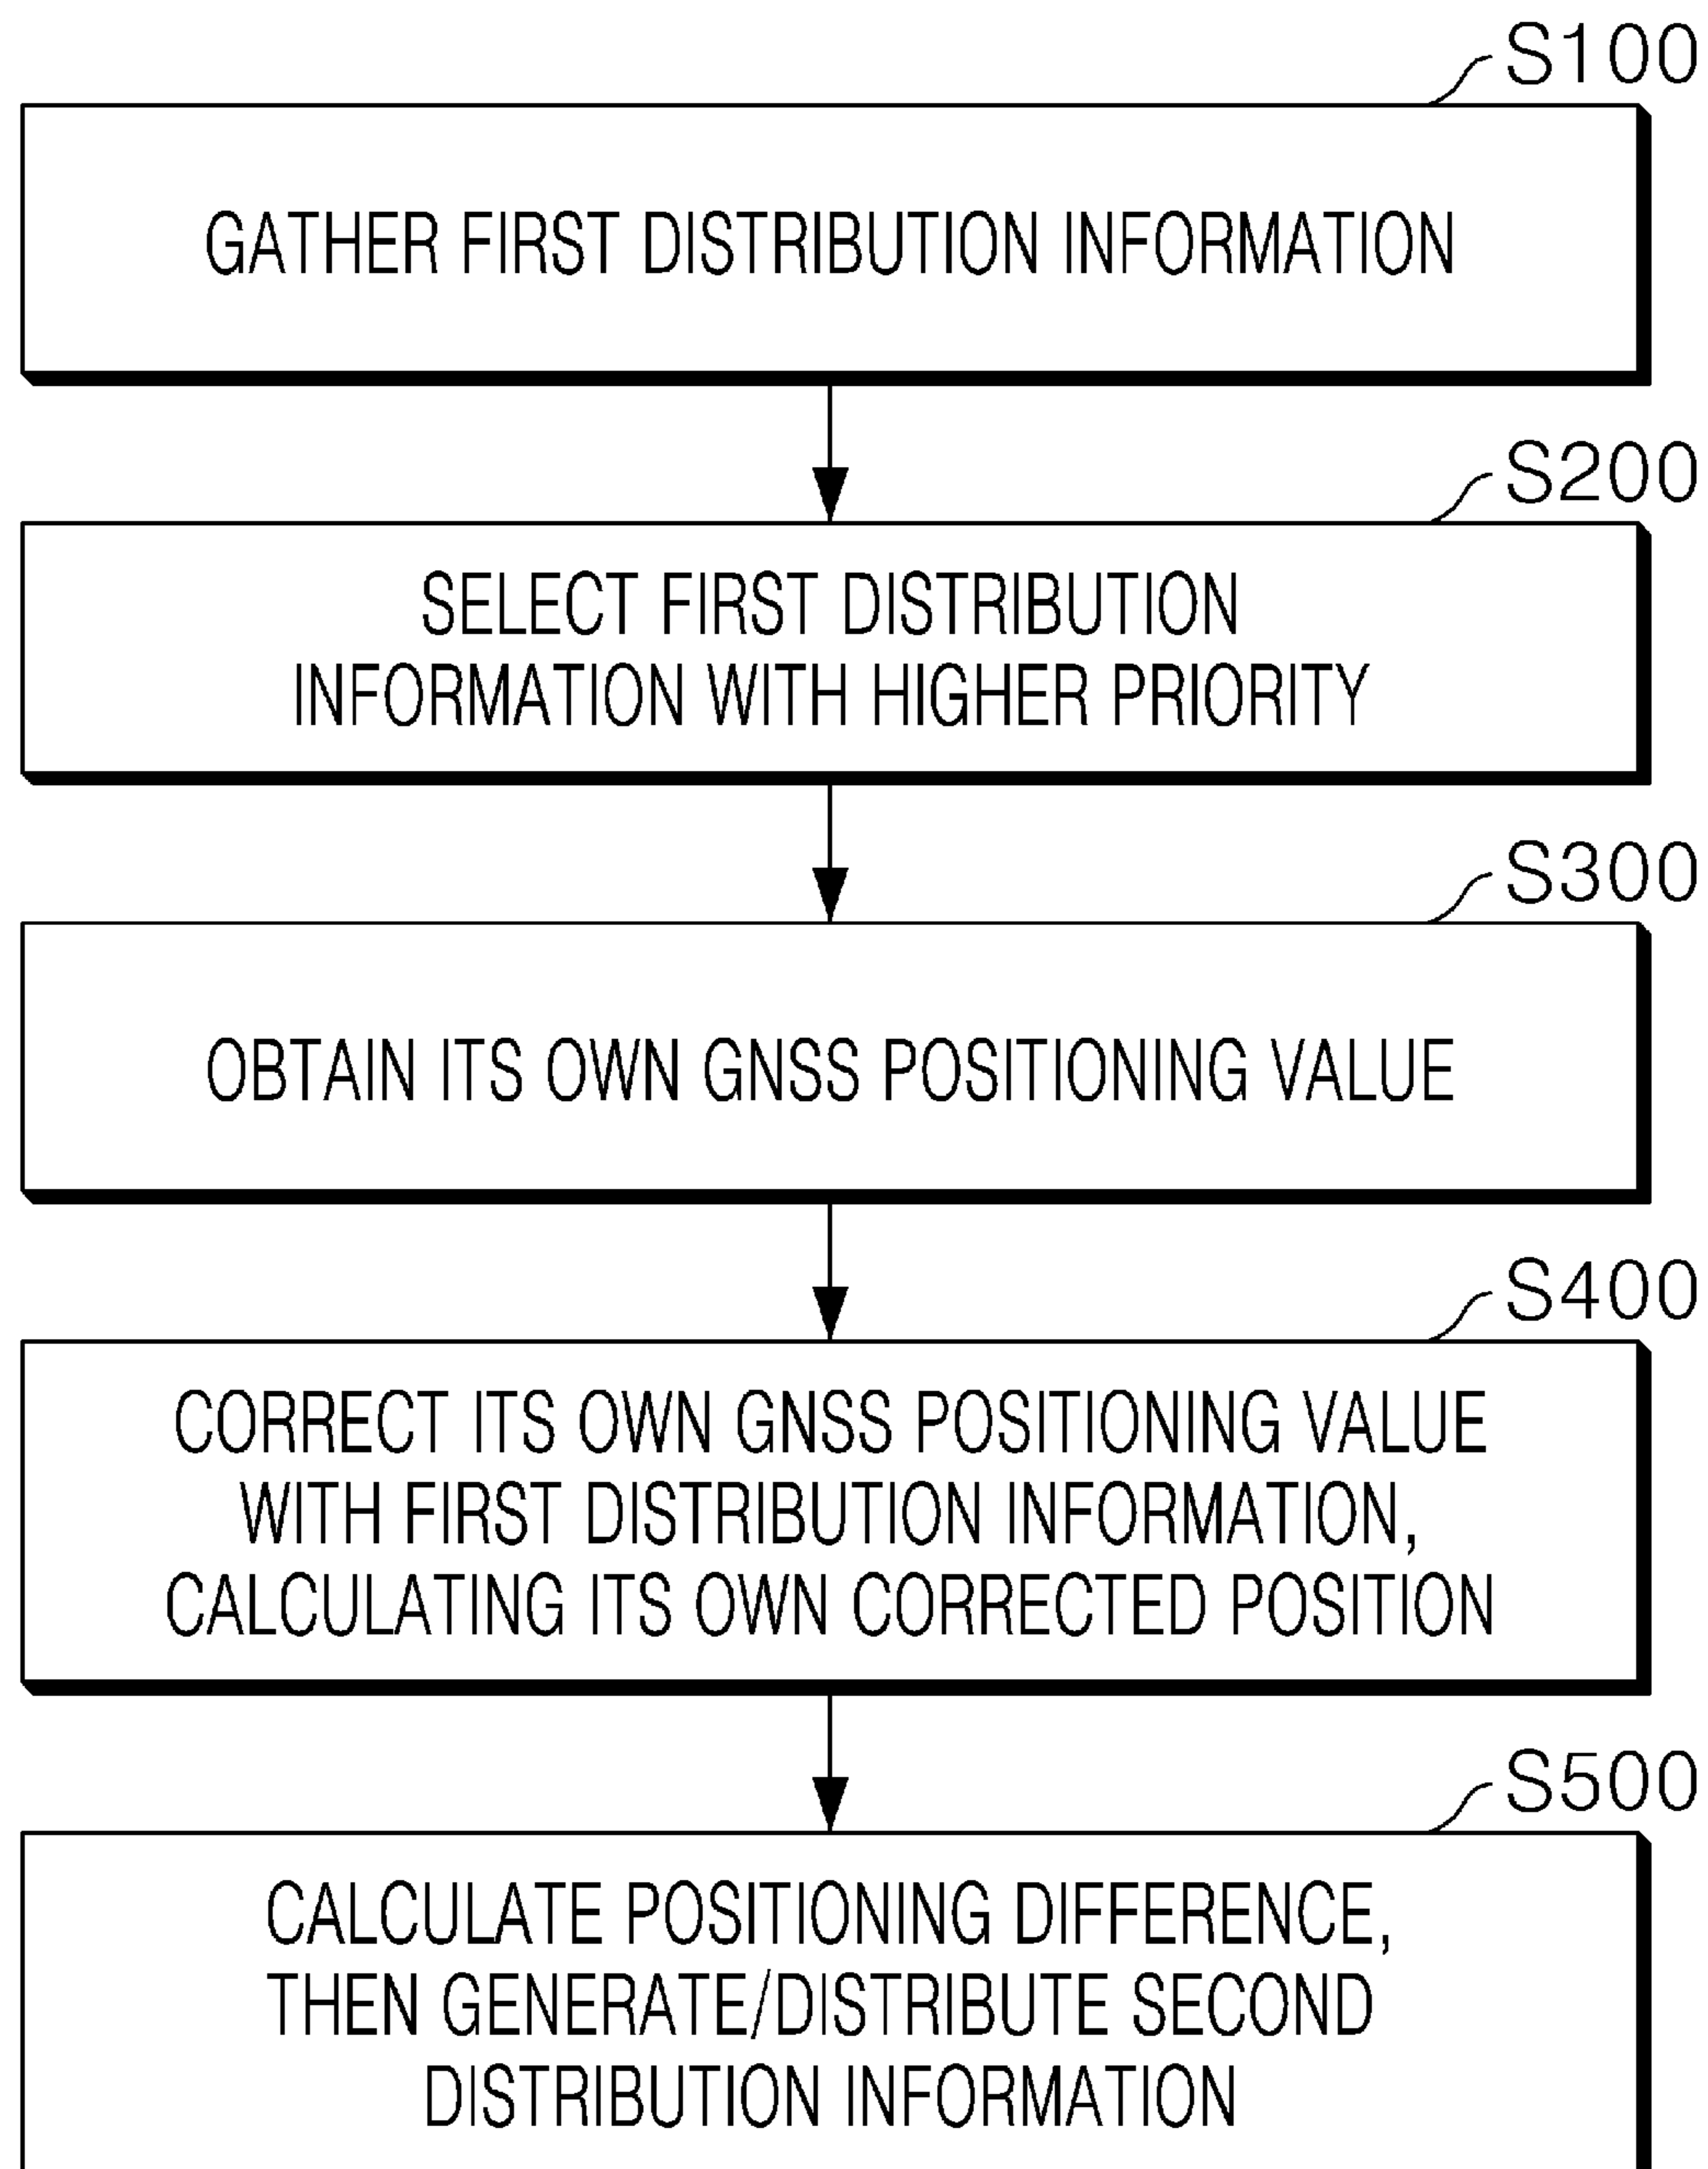 S100
GATHER FIRST DISTRIBUTION INFORMATION
S200
SELECT FIRST DISTRIBUTION
INFORMATION WITH HIGHER PRIORITY
S300
OBTAIN ITS OWN GNSS POSITIONING VALUE
S400
CORRECT ITS OWN GNSS POSITIONING VALUE
WITH FIRST DISTRIBUTION INFORMATION,
CALCULATING ITS OWN CORRECTED POSITION
S500
CALCULATE POSITIONING DIFFERENCE,
THEN GENERATE/DISTRIBUTE SECOND
DISTRIBUTION INFORMATION